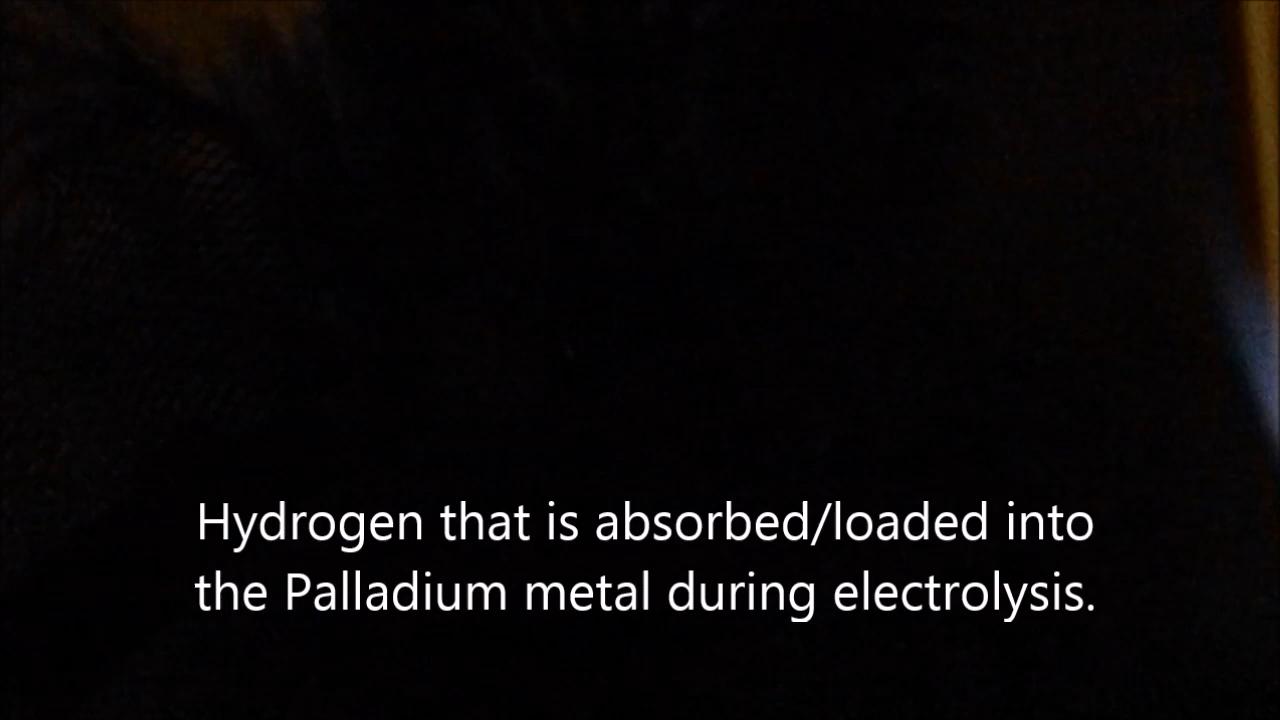 Hydrogen that is absorbed/loaded into
the Palladium metal during electrolysis.